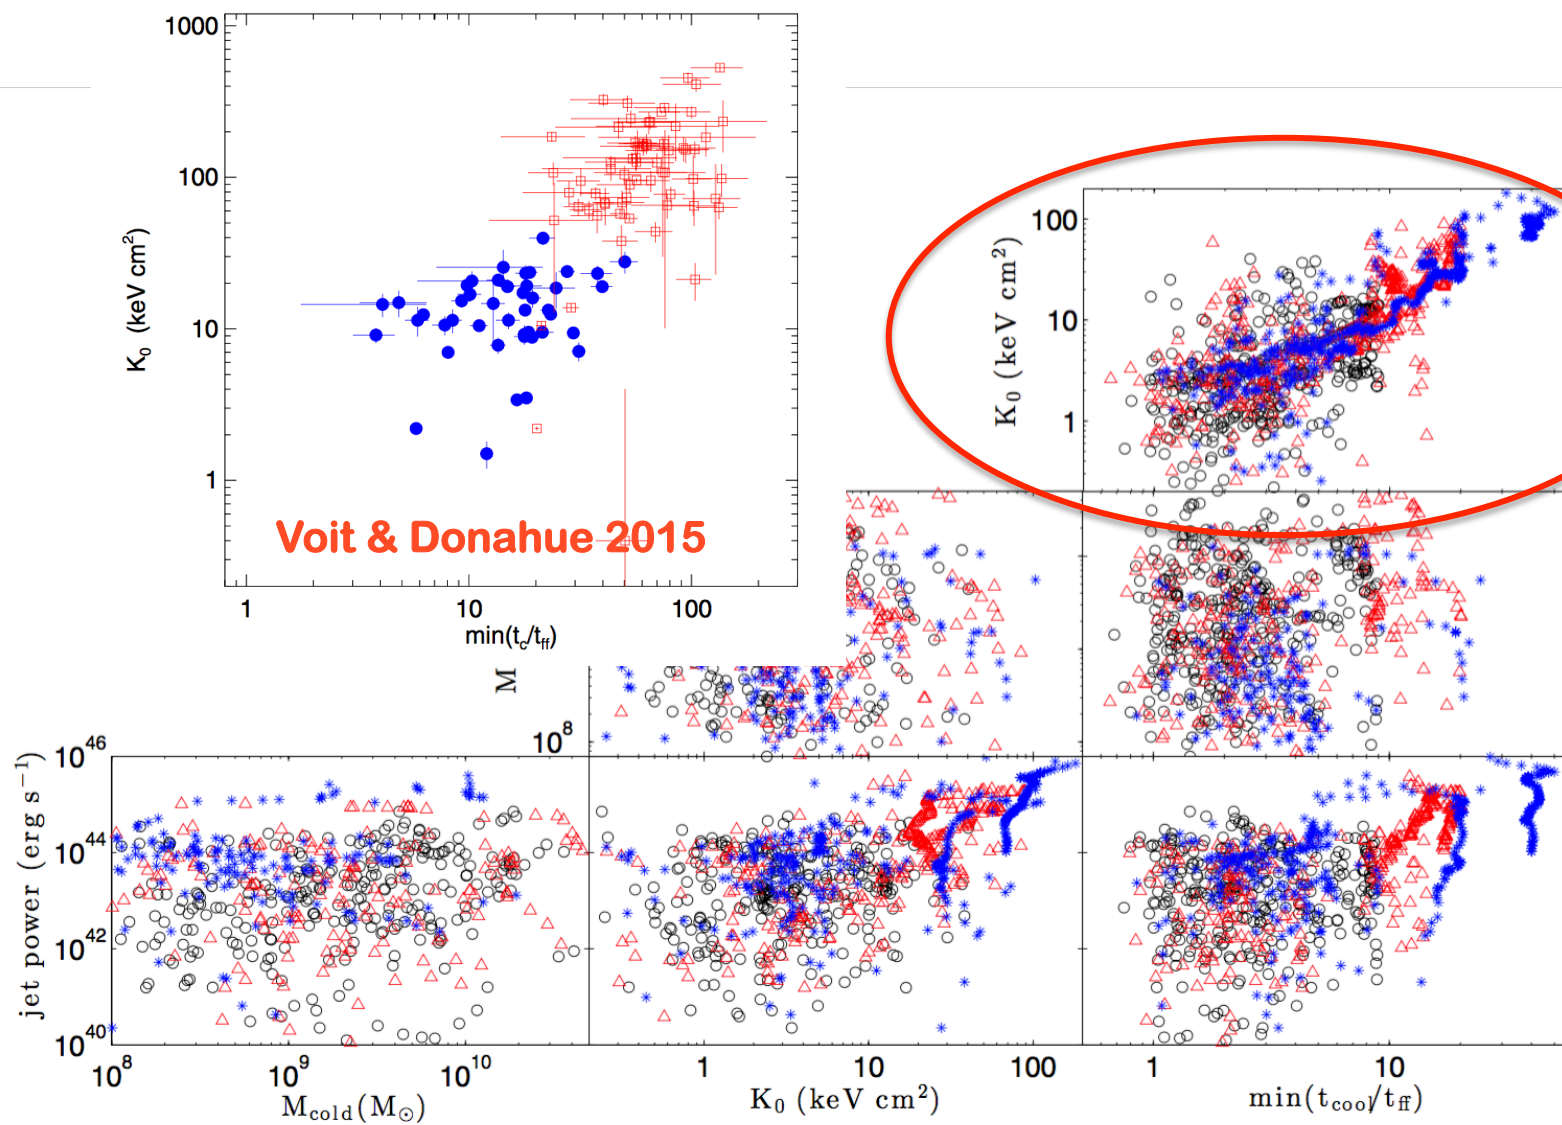 1000
100
10
1
K₀ (keV cm²)
Voit & Donahue 2015
1 10 100
min(t_c/t_ff)
100
10
1
K₀ (keV cm²)
M
10⁸
10⁴⁶
10⁴⁴
10⁴²
10⁴⁰
jet power (erg s⁻¹)
10⁸ 10⁹ 10¹⁰
M_cold(M_⊙)
1 10 100
K₀ (keV cm²)
1 10
min(t_cool/t_ff)